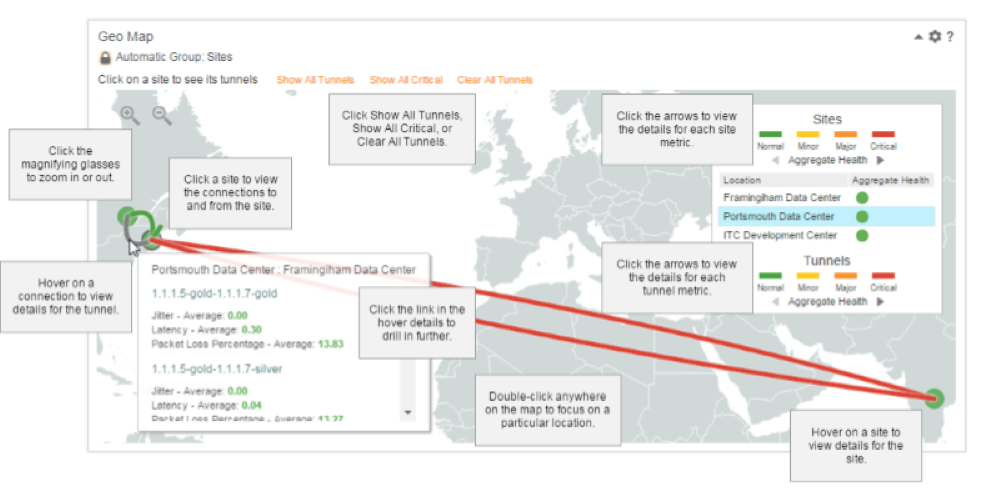 Geo Map
?
Automatic Group: Sites
Click on a site to see its tunnels Show All Tunnels Show All Critical Clear All Tunnels
Click the
magnifying glasses
to zoom in or out.
Click a site to view
the connections to
and from the site.
Click Show All Tunnels,
Show All Critical, or
Clear All Tunnels.
Click the arrows to view
the details for each site
metric.
Sites
Normal Minor Major Critical
Aggregate Health
Location Aggregate Health
Framingiham Data Center
Portsmouth Data Center
ITC Development Center
Click the arrows to view
the details for each
tunnel metric.
Tunnels
Normal Minor Major Critical
Aggregate Health
Hover on a
connection to view
details for the tunnel.
Portsmouth Data Center : Framingiham Data Center
1.1.1.5-gold-1.1.1.7-gold
Jitter - Average: 0.00
Latency - Average: 0.30
Packet Loss Percentage - Average: 13.83
1.1.1.5-gold-1.1.1.7-silver
Jitter - Average: 0.00
Latency - Average: 0.04
Packet Loss Percentage - Average: 13.27
Click the link in the
hover details to
drill in further.
Double-click anywhere
on the map to focus on a
particular location.
Hover on a site to
view details for the
site.